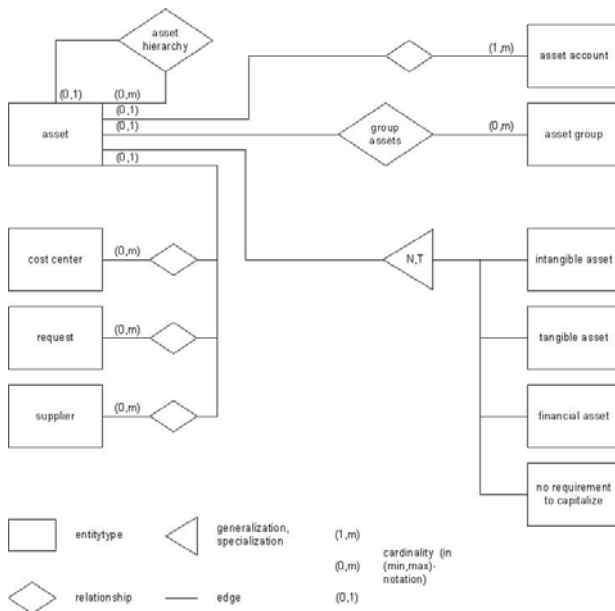 asset
hierarchy
(0,1)
(0,m)
(1,m)
asset account
(0,1)
asset
(0,1)
group
assets
(0,m)
asset group
(0,1)
cost center
(0,m)
N,T
intangible asset
request
(0,m)
tangible asset
supplier
(0,m)
financial asset
no requirement
to capitalize
entitytype
generalization,
specialization
(1,m)
(0,m)
cardinality (in
(min,max)-
notation)
relationship
edge
(0,1)